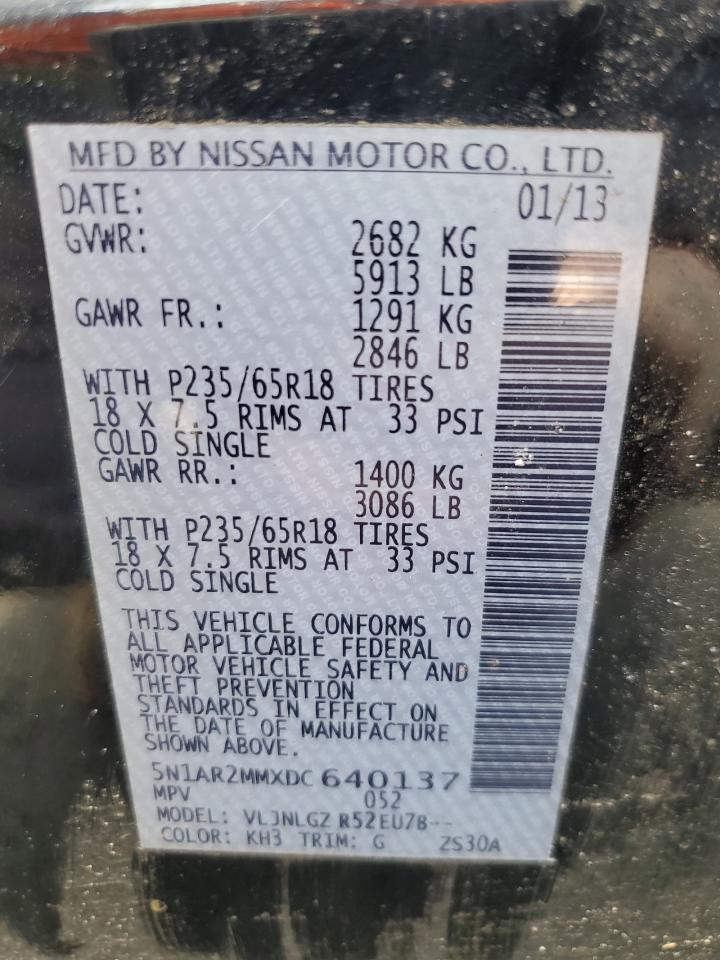 MFD BY NISSAN MOTOR CO., LTD.
DATE: 01/13
GVWR: 2682 KG
5913 LB
GAWR FR.: 1291 KG
2846 LB
WITH P235/65R18 TIRES
18 X 7.5 RIMS AT 33 PSI
COLD SINGLE
GAWR RR.: 1400 KG
3086 LB
WITH P235/65R18 TIRES
18 X 7.5 RIMS AT 33 PSI
COLD SINGLE
THIS VEHICLE CONFORMS TO
ALL APPLICABLE FEDERAL
MOTOR VEHICLE SAFETY AND
THEFT PREVENTION
STANDARDS IN EFFECT ON
THE DATE OF MANUFACTURE
SHOWN ABOVE.
5N1AR2MMXDC 640137
MPV 052
MODEL: VLJNLGZ R52EU7B--
COLOR: KH3 TRIM: G ZS30A